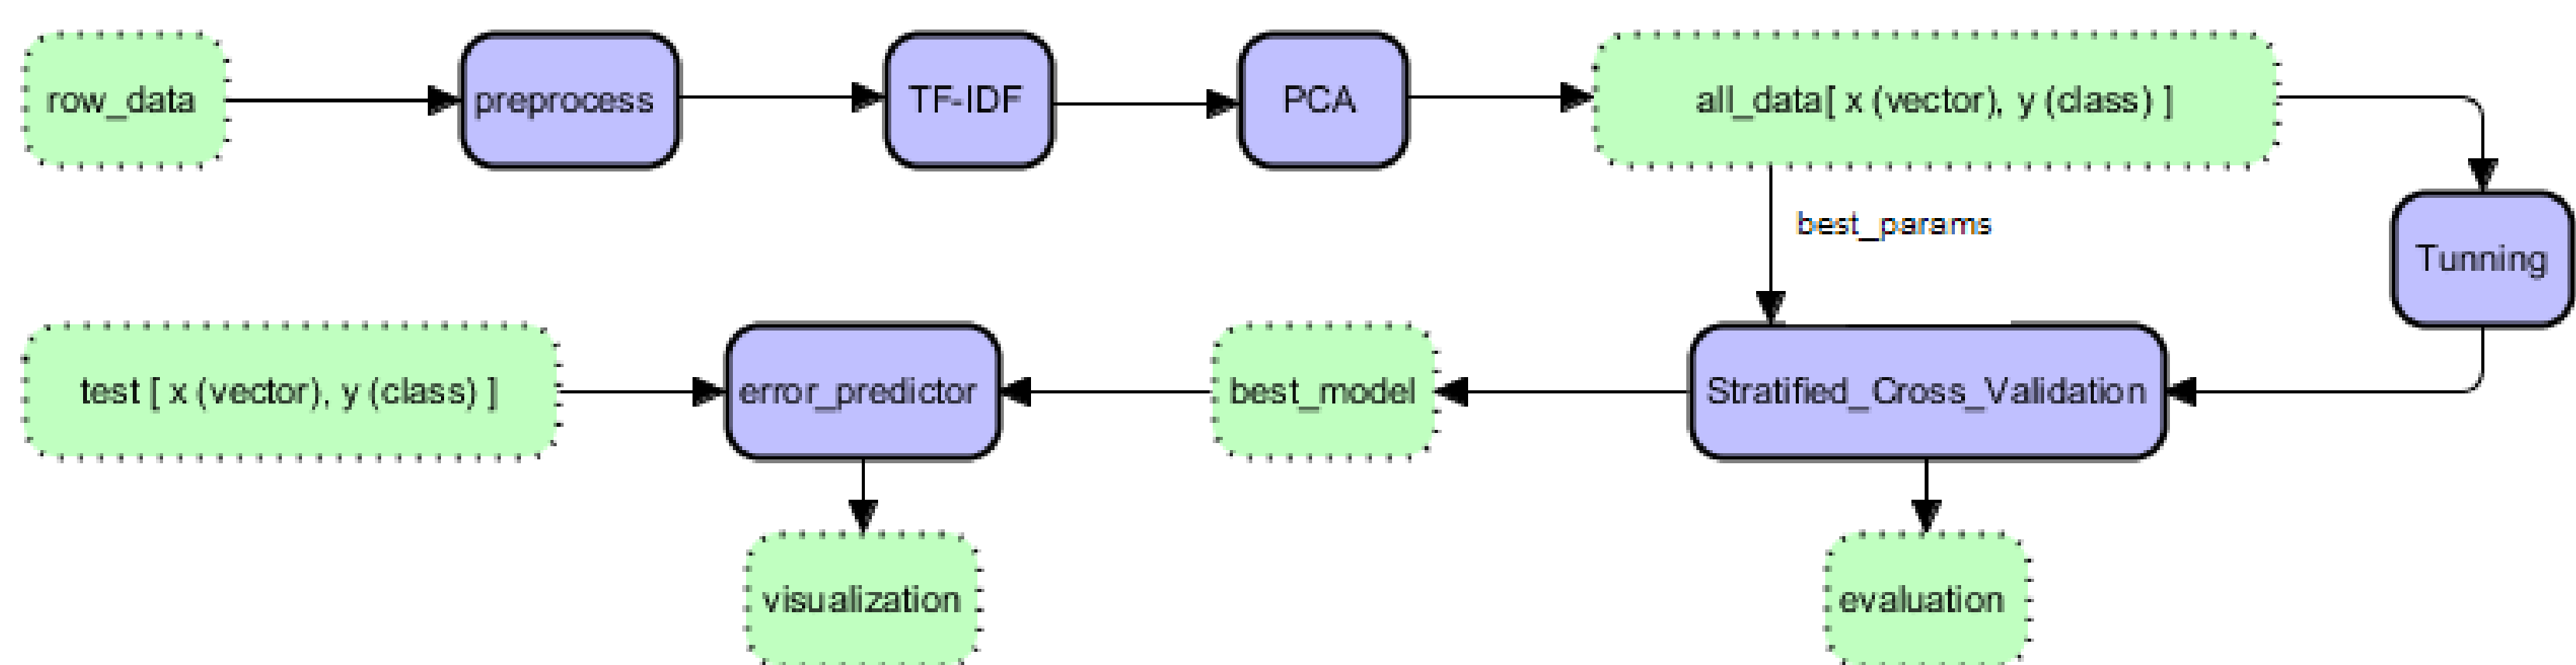 row_data
preprocess
TF-IDF
PCA
all_data[ x (vector), y (class) ]
best_params
Tunning
test [ x (vector), y (class) ]
error_predictor
best_model
Stratified_Cross_Validation
visualization
evaluation